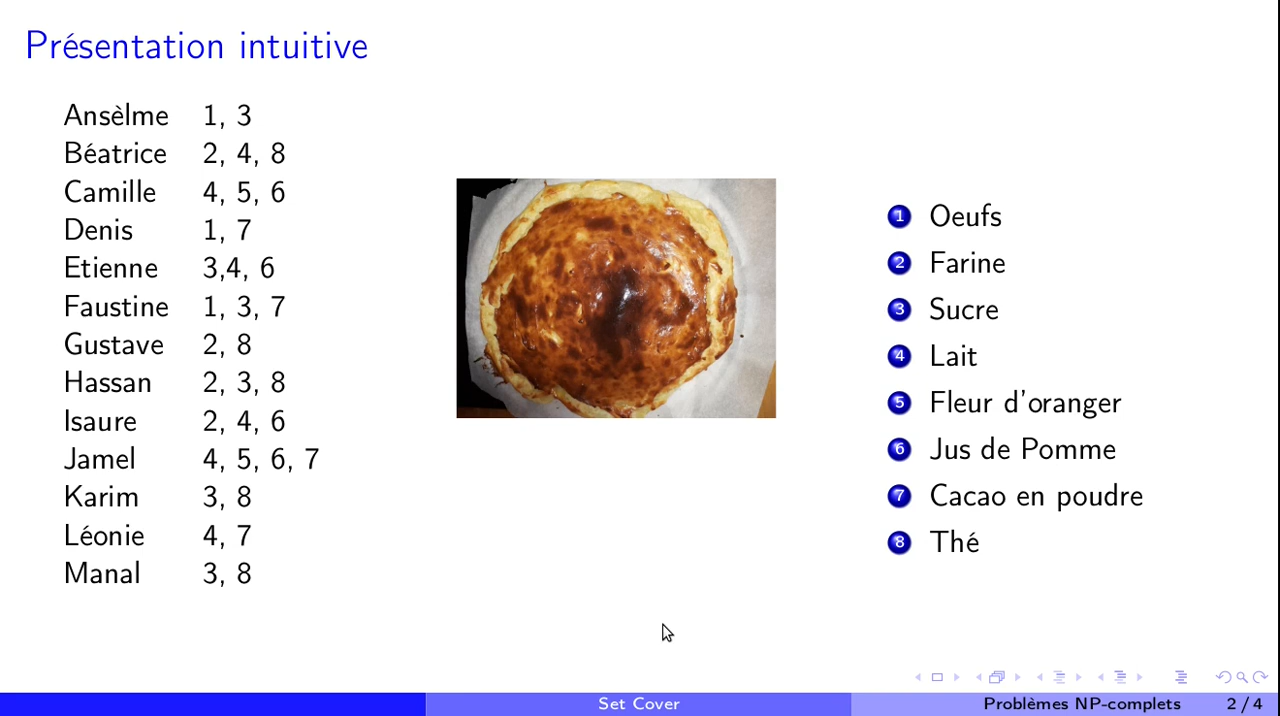 Présentation intuitive
Ansèlme 1, 3
Béatrice 2, 4, 8
Camille 4, 5, 6
Denis 1, 7
Etienne 3,4, 6
Faustine 1, 3, 7
Gustave 2, 8
Hassan 2, 3, 8
Isaure 2, 4, 6
Jamel 4, 5, 6, 7
Karim 3, 8
Léonie 4, 7
Manal 3, 8
1 Oeufs
2 Farine
3 Sucre
4 Lait
5 Fleur d'oranger
6 Jus de Pomme
7 Cacao en poudre
8 Thé
Set Cover
Problèmes NP-complets 2 / 4